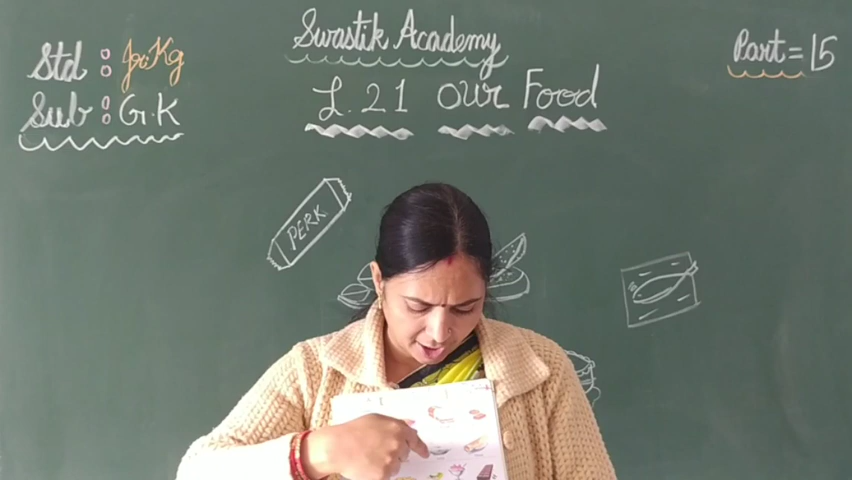 Swastik Academy
Std : Jr. Kg
Sub : G.K
L. 21 our Food
Part = 15
PERK